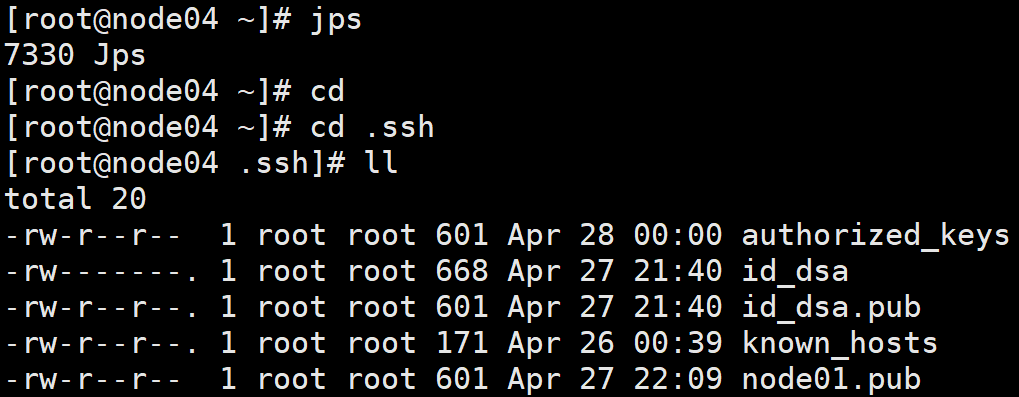 [root@node04 ~]# jps
7330 Jps
[root@node04 ~]# cd
[root@node04 ~]# cd .ssh
[root@node04 .ssh]# ll
total 20
-rw-r--r--  1 root root 601 Apr 28 00:00 authorized_keys
-rw-------. 1 root root 668 Apr 27 21:40 id_dsa
-rw-r--r--. 1 root root 601 Apr 27 21:40 id_dsa.pub
-rw-r--r--. 1 root root 171 Apr 26 00:39 known_hosts
-rw-r--r--  1 root root 601 Apr 27 22:09 node01.pub